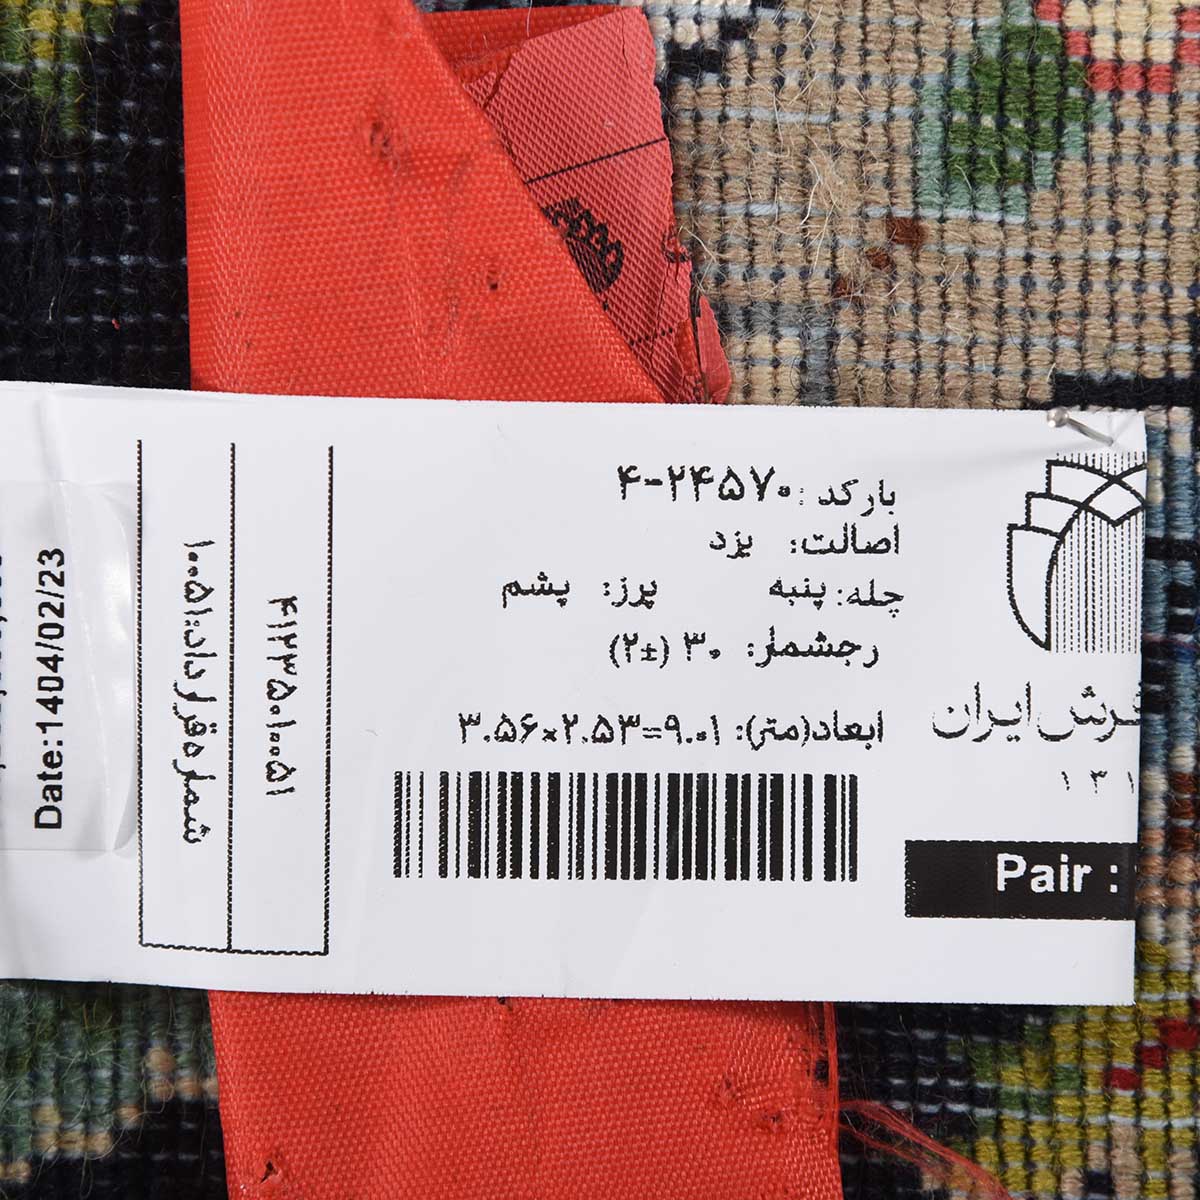 بارکد : ۴-۲۴۵۷۰
اصالت: یزد
چله: پنبه پرز: پشم
رجشمار: ۳۰ (±۲)
ابعاد(متر): ۳.۵۶×۲.۵۳=۹.۰۱
فرش ایران
Pair :
۴۱۲۳۵۰۱۰۰۵۱
شماره قرارداد:۱۰۰۵۱
Date:1404/02/23